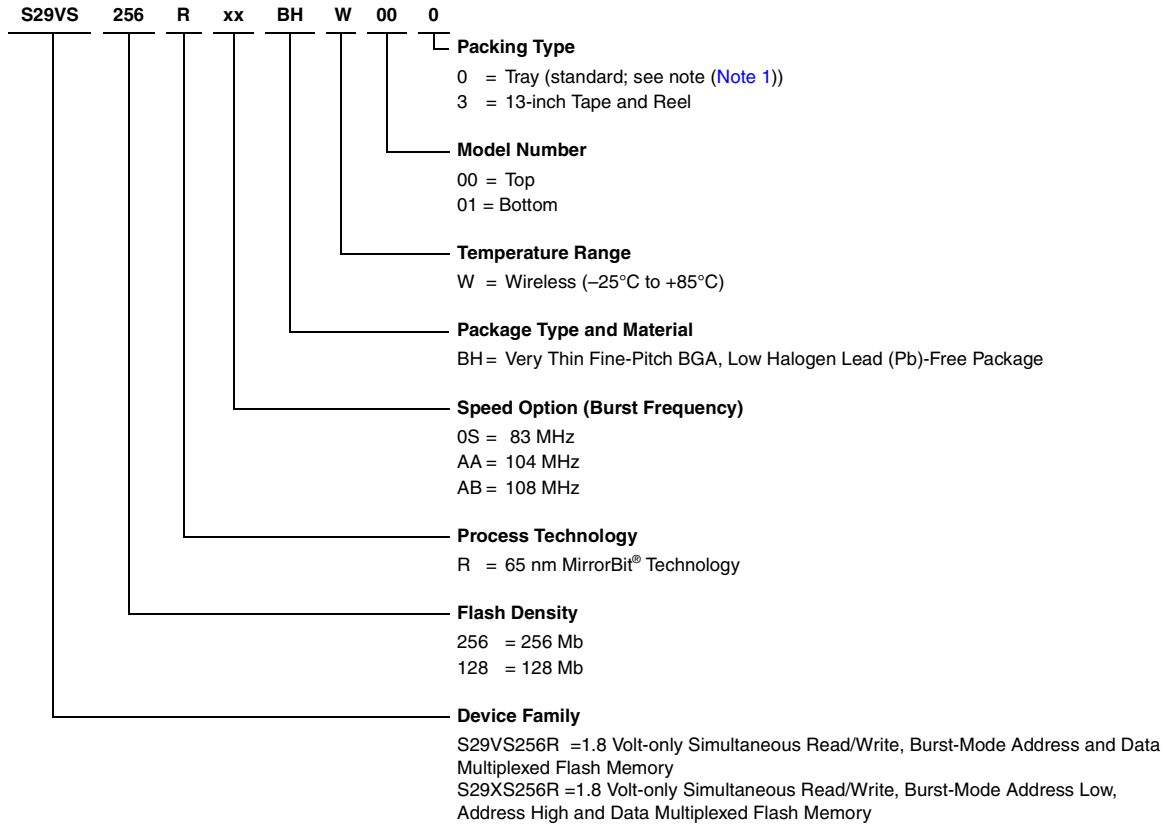 S29VS 256 R xx BH W 00 0
Packing Type
0 = Tray (standard; see note (Note 1))
3 = 13-inch Tape and Reel
Model Number
00 = Top
01 = Bottom
Temperature Range
W = Wireless (–25°C to +85°C)
Package Type and Material
BH = Very Thin Fine-Pitch BGA, Low Halogen Lead (Pb)-Free Package
Speed Option (Burst Frequency)
0S = 83 MHz
AA = 104 MHz
AB = 108 MHz
Process Technology
R = 65 nm MirrorBit® Technology
Flash Density
256 = 256 Mb
128 = 128 Mb
Device Family
S29VS256R =1.8 Volt-only Simultaneous Read/Write, Burst-Mode Address and Data
Multiplexed Flash Memory
S29XS256R =1.8 Volt-only Simultaneous Read/Write, Burst-Mode Address Low,
Address High and Data Multiplexed Flash Memory